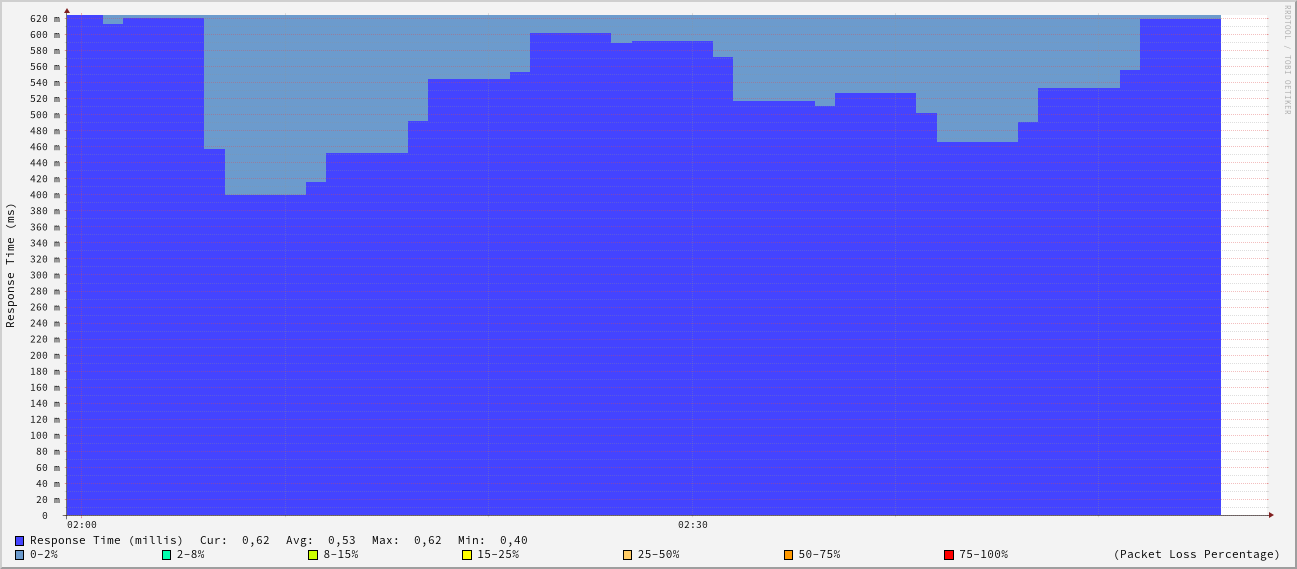 RRDTOOL / TOBI OETIKER
Response Time (ms)
620 m
600 m
580 m
560 m
540 m
520 m
500 m
480 m
460 m
440 m
420 m
400 m
380 m
360 m
340 m
320 m
300 m
280 m
260 m
240 m
220 m
200 m
180 m
160 m
140 m
120 m
100 m
80 m
60 m
40 m
20 m
0
02:00 02:30
Response Time (millis) Cur: 0,62 Avg: 0,53 Max: 0,62 Min: 0,40
0-2% 2-8% 8-15% 15-25% 25-50% 50-75% 75-100% (Packet Loss Percentage)